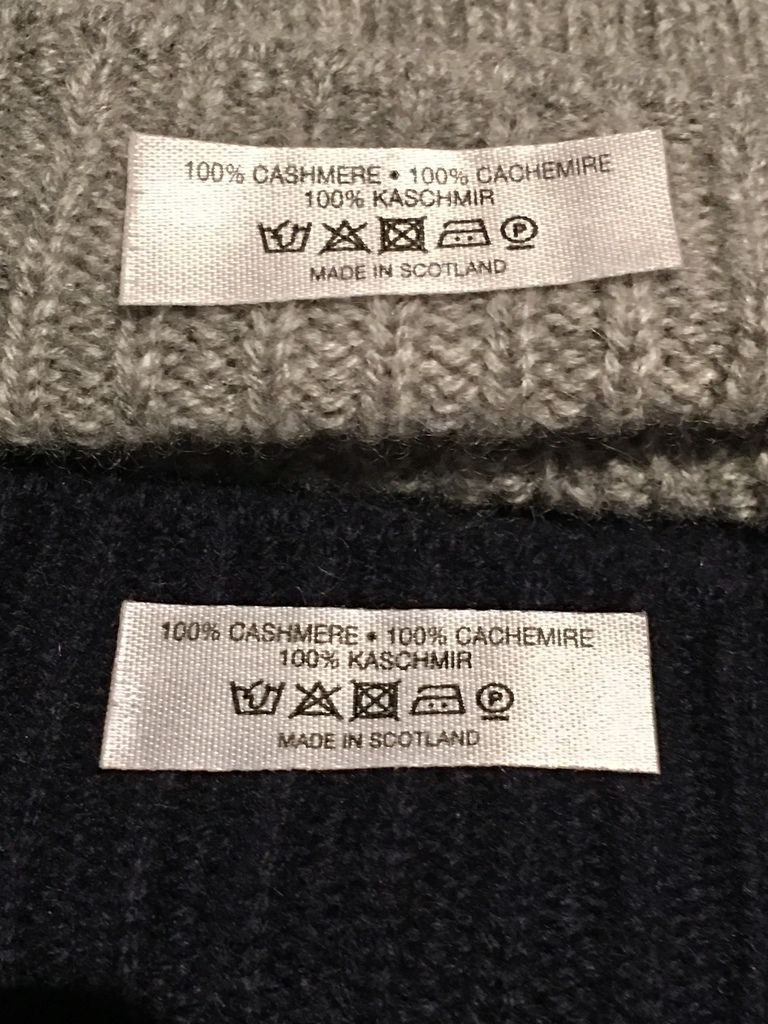 100% CASHMERE • 100% CACHEMIRE
100% KASCHMIR
P
MADE IN SCOTLAND
100% CASHMERE • 100% CACHEMIRE
100% KASCHMIR
P
MADE IN SCOTLAND